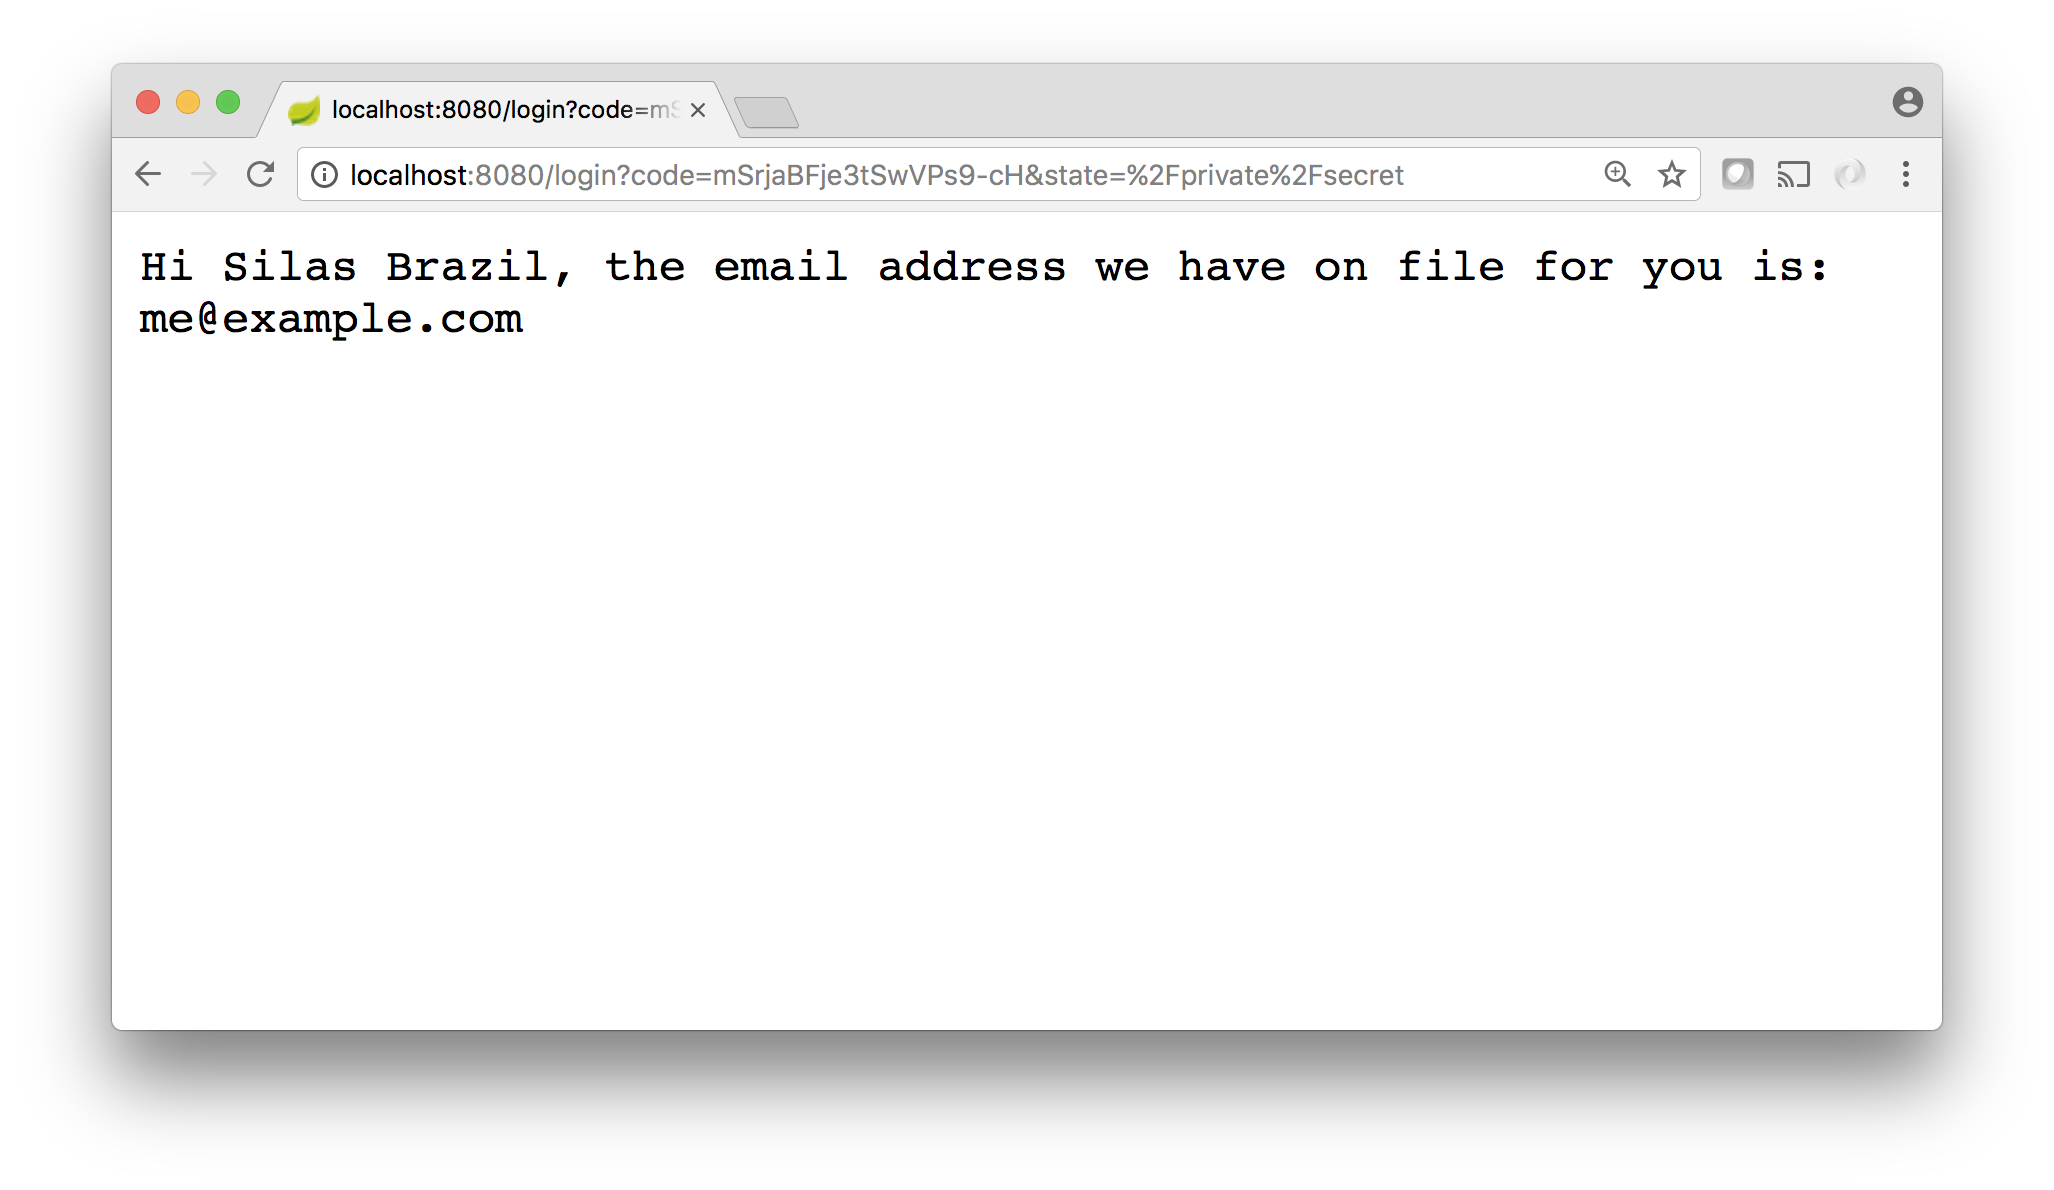 localhost:8080/login?code=mS
localhost:8080/login?code=mSrjaBFje3tSwVPs9-cH&state=%2Fprivate%2Fsecret
Hi Silas Brazil, the email address we have on file for you is:
me@example.com